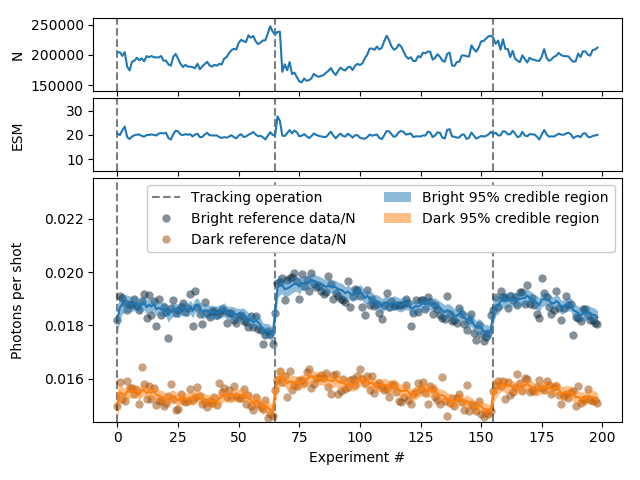 250000
200000
150000
N
30
20
10
ESM
Tracking operation
Bright reference data/N
Dark reference data/N
Bright 95% credible region
Dark 95% credible region
0.022
0.020
0.018
0.016
Photons per shot
0 25 50 75 100 125 150 175 200
Experiment #